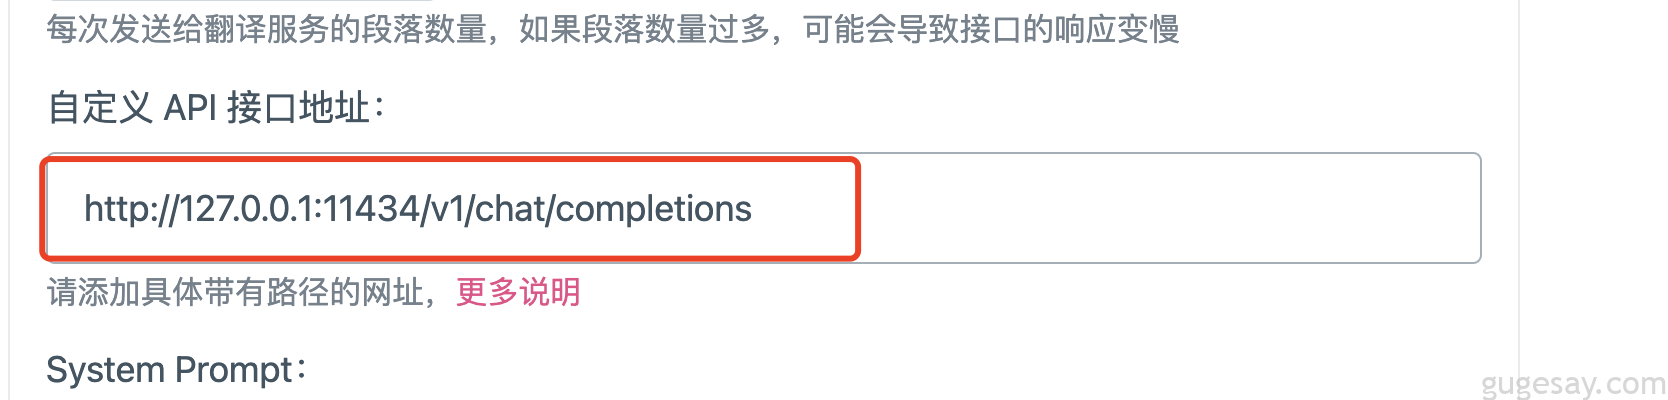 每次发送给翻译服务的段落数量，如果段落数量过多，可能会导致接口的响应变慢
自定义 API 接口地址：
http://127.0.0.1:11434/v1/chat/completions
请添加具体带有路径的网址，更多说明
System Prompt：
gugesay.com